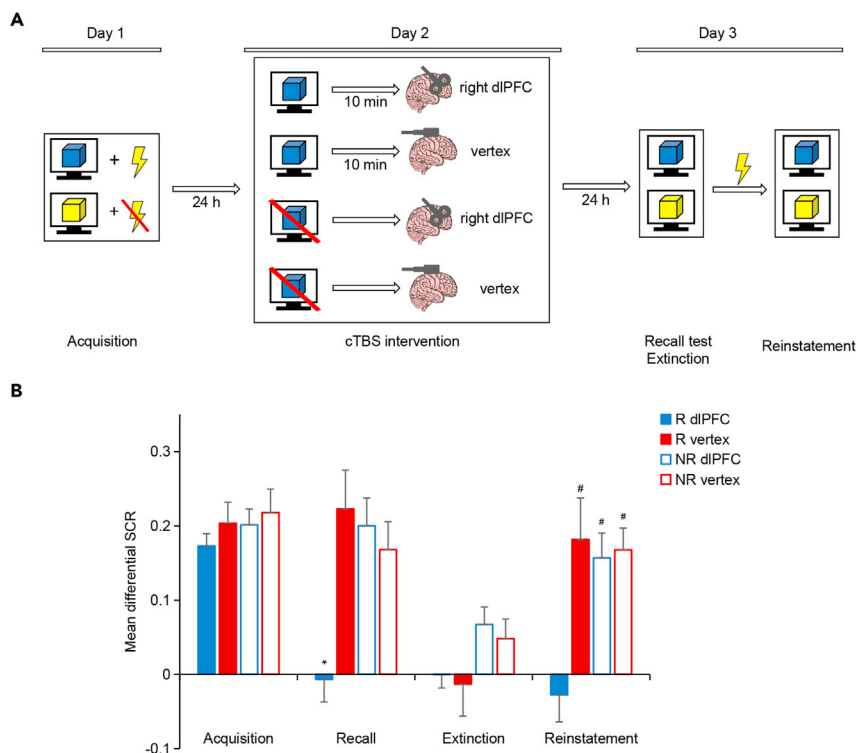 A
Day 1
Day 2
Day 3
10 min
right dlPFC
10 min
vertex
right dlPFC
vertex
+
+
24 h
24 h
Acquisition
cTBS intervention
Recall test
Extinction
Reinstatement
B
R dlPFC
R vertex
NR dlPFC
NR vertex
Mean differential SCR
0.3
0.2
0.1
0
-0.1
*
#
#
#
Acquisition
Recall
Extinction
Reinstatement